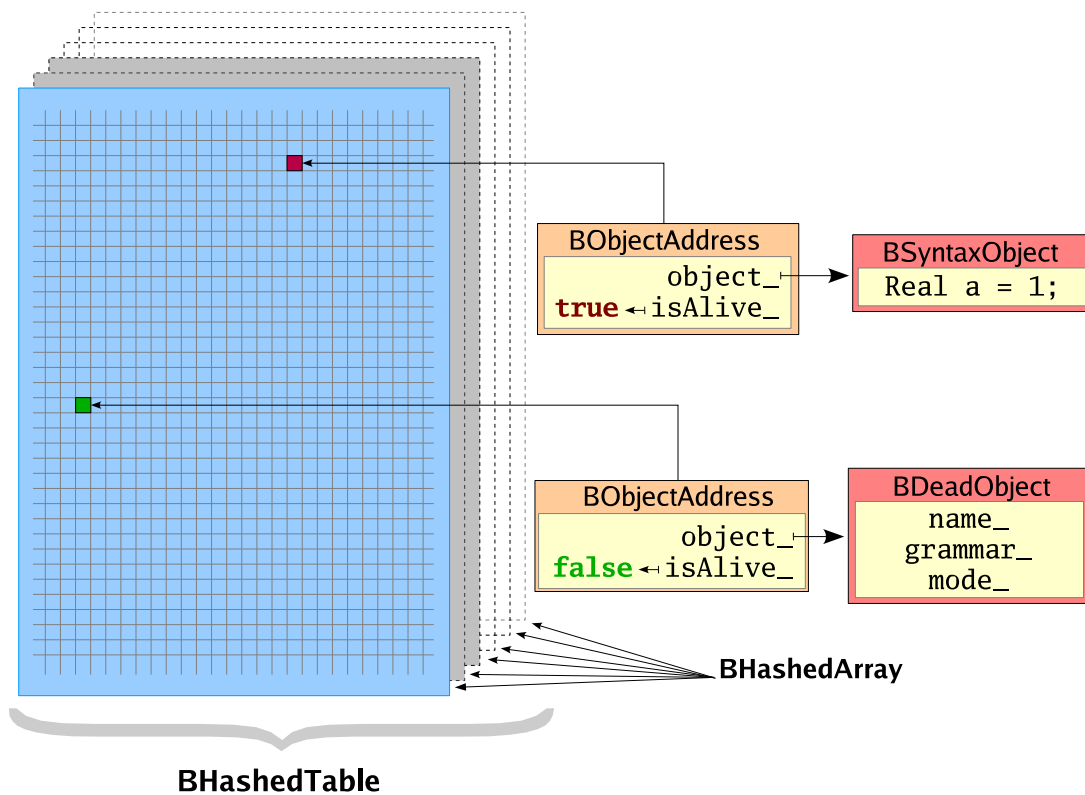 BObjectAddress
object_
true isAlive_
BSyntaxObject
Real a = 1;
BObjectAddress
object_
false isAlive_
BDeadObject
name_
grammar_
mode_
BHashedArray
BHashedTable